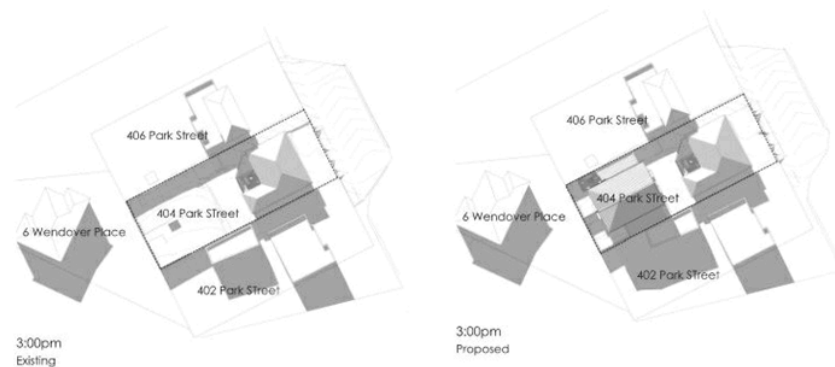 406 Park Street
404 Park STreet
6 Wendover Place
402 Park STreet
3:00pm
Existing
406 Park Street
404 Park STreet
6 Wendover Place
402 Park STreet
3:00pm
Proposed